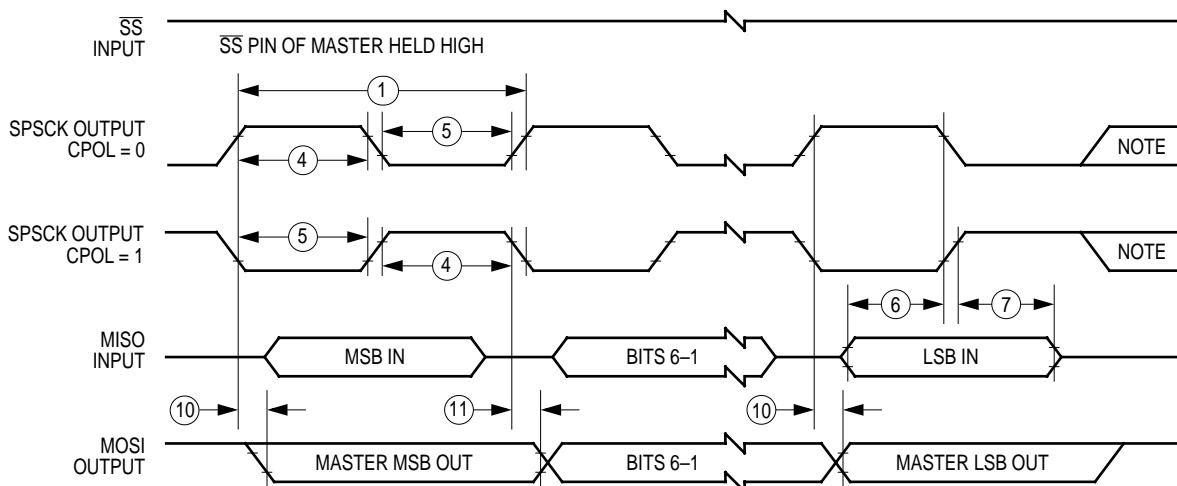 SS
INPUT
SS PIN OF MASTER HELD HIGH
1
SPSCK OUTPUT
CPOL = 0
5
4
NOTE
SPSCK OUTPUT
CPOL = 1
5
4
NOTE
6
7
MISO
INPUT
MSB IN
BITS 6–1
LSB IN
10
11
10
MOSI
OUTPUT
MASTER MSB OUT
BITS 6–1
MASTER LSB OUT